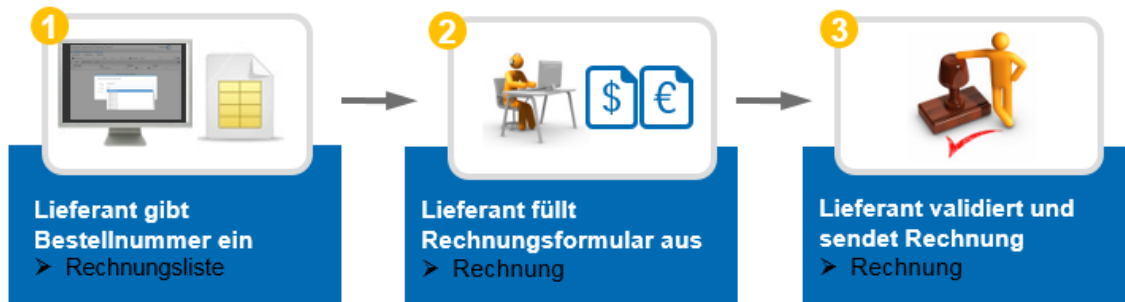 1
Lieferant gibt
Bestellnummer ein
➢ Rechnungsliste
2
$ €
Lieferant füllt
Rechnungsformular aus
➢ Rechnung
3
Lieferant validiert und
sendet Rechnung
➢ Rechnung